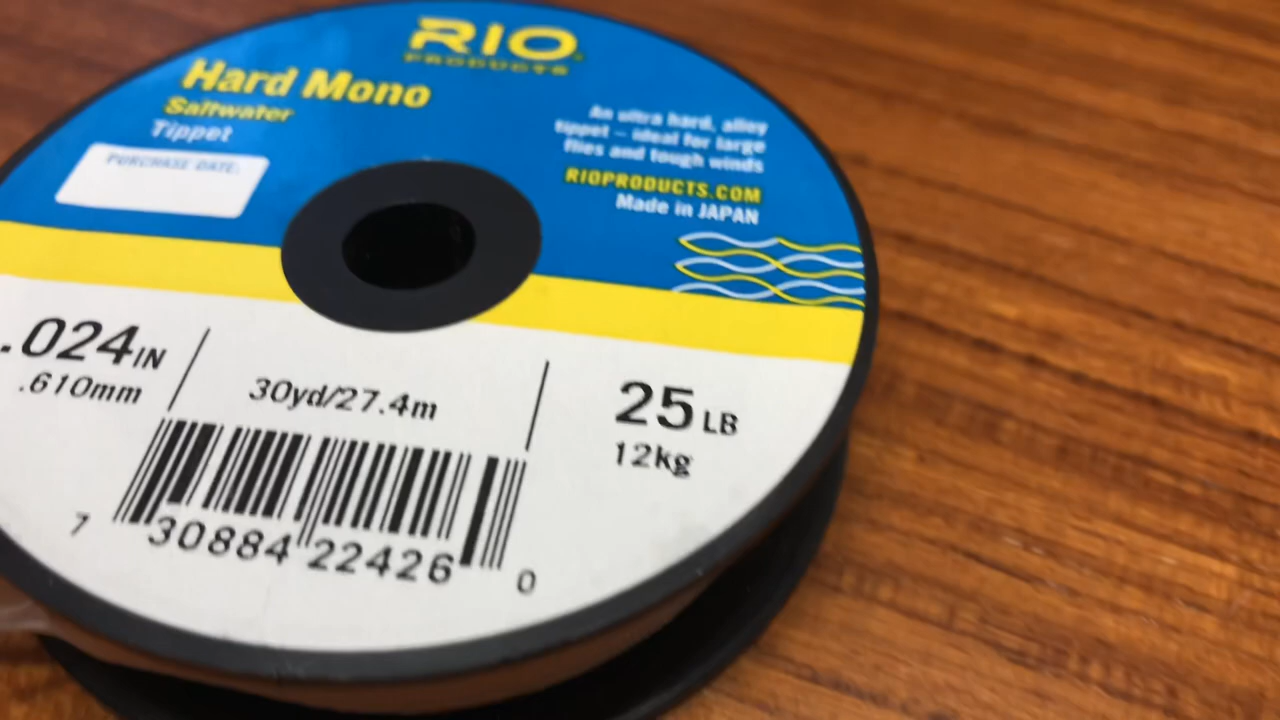 RIO
PRODUCTS
Hard Mono
Saltwater
Tippet
PURCHASE DATE:
An ultra hard, alloy
tippet – ideal for large
flies and tough winds
RIOPRODUCTS.COM
Made in JAPAN
.024IN
.610mm
30yd/27.4m
25LB
12kg
7 30884 22426 0